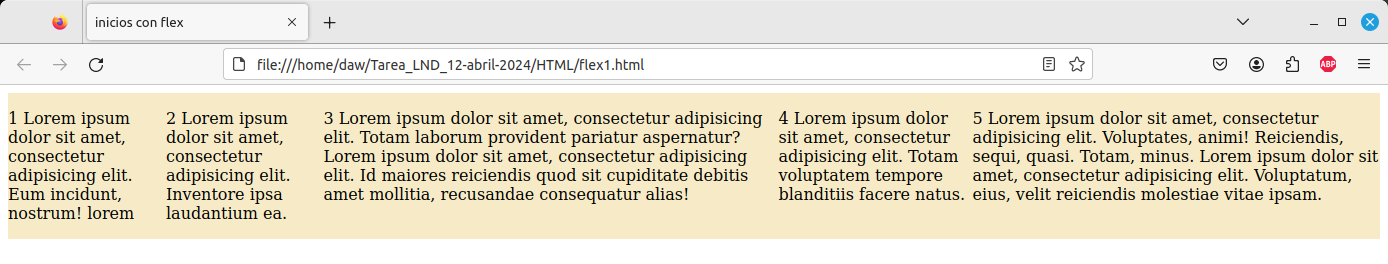 inicios con flex
file:///home/daw/Tarea_LND_12-abril-2024/HTML/flex1.html
ABP
1 Lorem ipsum
dolor sit amet,
consectetur
adipisicing elit.
Eum incidunt,
nostrum! lorem
2 Lorem ipsum
dolor sit amet,
consectetur
adipisicing elit.
Inventore ipsa
laudantium ea.
3 Lorem ipsum dolor sit amet, consectetur adipisicing
elit. Totam laborum provident pariatur aspernatur?
Lorem ipsum dolor sit amet, consectetur adipisicing
elit. Id maiores reiciendis quod sit cupiditate debitis
amet mollitia, recusandae consequatur alias!
4 Lorem ipsum dolor
sit amet, consectetur
adipisicing elit. Totam
voluptatem tempore
blanditiis facere natus.
5 Lorem ipsum dolor sit amet, consectetur
adipisicing elit. Voluptates, animi! Reiciendis,
sequi, quasi. Totam, minus. Lorem ipsum dolor sit
amet, consectetur adipisicing elit. Voluptatum,
eius, velit reiciendis molestiae vitae ipsam.